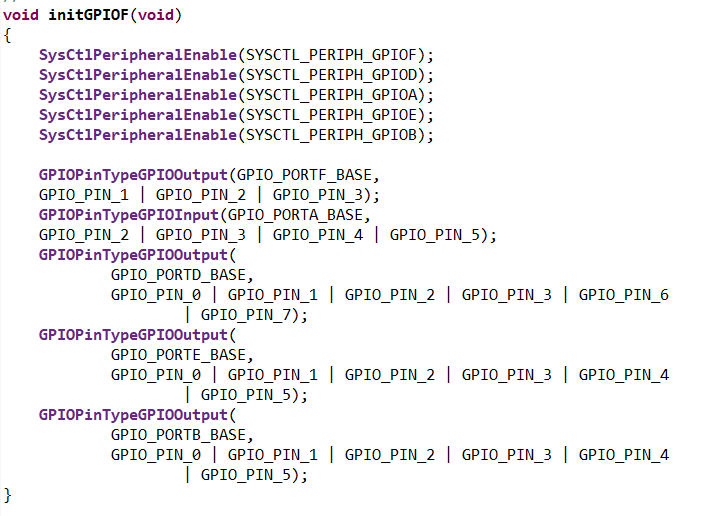 void initGPIOF(void)
{
    SysCtlPeripheralEnable(SYSCTL_PERIPH_GPIOF);
    SysCtlPeripheralEnable(SYSCTL_PERIPH_GPIOD);
    SysCtlPeripheralEnable(SYSCTL_PERIPH_GPIOA);
    SysCtlPeripheralEnable(SYSCTL_PERIPH_GPIOE);
    SysCtlPeripheralEnable(SYSCTL_PERIPH_GPIOB);

    GPIOPinTypeGPIOOutput(GPIO_PORTF_BASE,
    GPIO_PIN_1 | GPIO_PIN_2 | GPIO_PIN_3);
    GPIOPinTypeGPIOInput(GPIO_PORTA_BASE,
    GPIO_PIN_2 | GPIO_PIN_3 | GPIO_PIN_4 | GPIO_PIN_5);
    GPIOPinTypeGPIOOutput(
            GPIO_PORTD_BASE,
            GPIO_PIN_0 | GPIO_PIN_1 | GPIO_PIN_2 | GPIO_PIN_3 | GPIO_PIN_6
                    | GPIO_PIN_7);
    GPIOPinTypeGPIOOutput(
            GPIO_PORTE_BASE,
            GPIO_PIN_0 | GPIO_PIN_1 | GPIO_PIN_2 | GPIO_PIN_3 | GPIO_PIN_4
                    | GPIO_PIN_5);
    GPIOPinTypeGPIOOutput(
            GPIO_PORTB_BASE,
            GPIO_PIN_0 | GPIO_PIN_1 | GPIO_PIN_2 | GPIO_PIN_3 | GPIO_PIN_4
                    | GPIO_PIN_5);
}